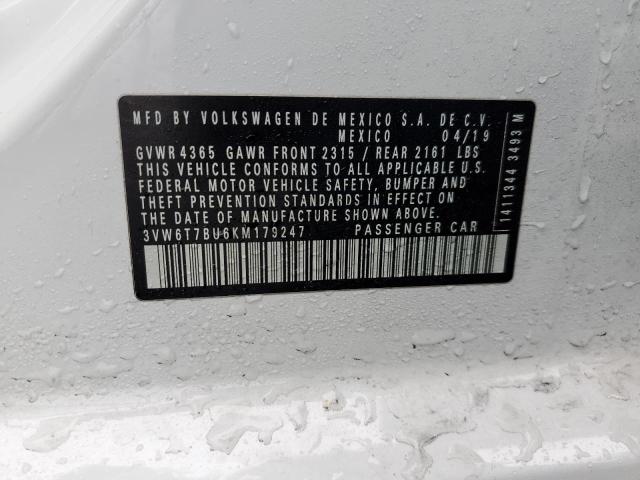 MFD BY VOLKSWAGEN DE MEXICO S.A. DE C.V.
MEXICO 04/19
GVWR 4365 GAWR FRONT 2315 / REAR 2161 LBS
THIS VEHICLE CONFORMS TO ALL APPLICABLE U.S.
FEDERAL MOTOR VEHICLE SAFETY, BUMPER AND
THEFT PREVENTION STANDARDS IN EFFECT ON
THE DATE OF MANUFACTURE SHOWN ABOVE.
3VW6T7BU6KM179247 PASSENGER CAR
1411344 3493 M